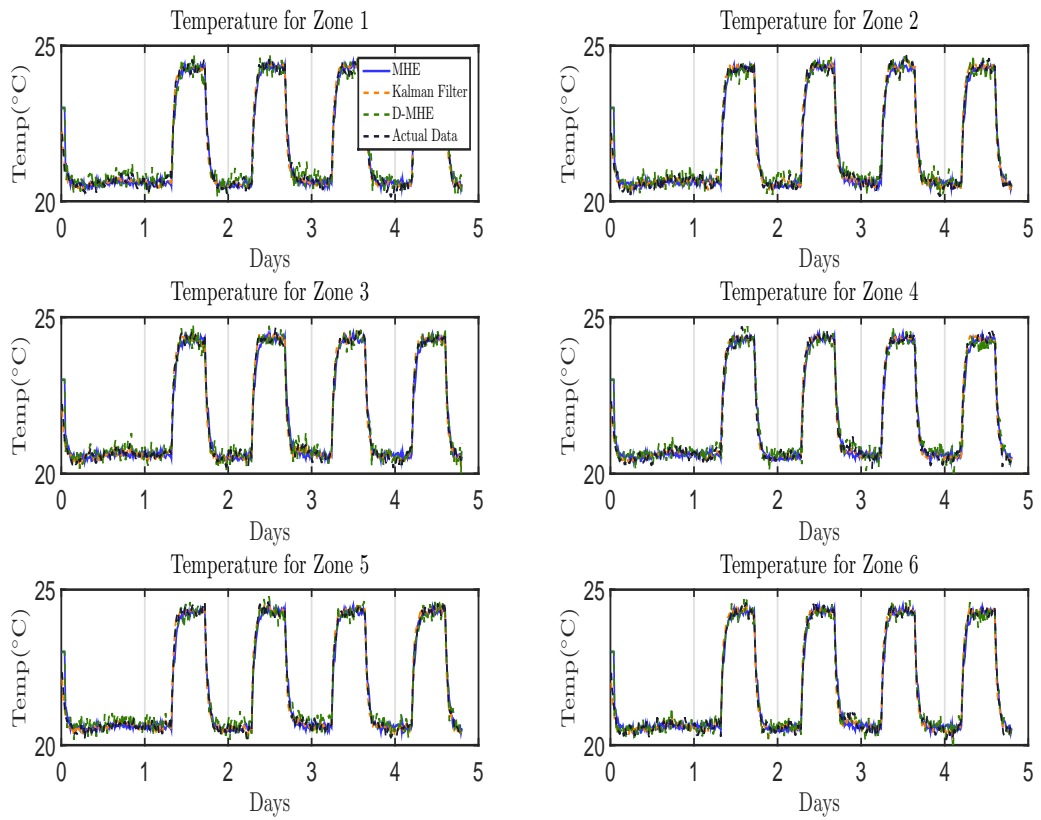 Temperature for Zone 1
Temp(°C)
25
20
MHE
Kalman Filter
D-MHE
Actual Data
0 1 2 3 4 5
Days
Temperature for Zone 2
Temp(°C)
25
20
0 1 2 3 4 5
Days
Temperature for Zone 3
Temp(°C)
25
20
0 1 2 3 4 5
Days
Temperature for Zone 4
Temp(°C)
25
20
0 1 2 3 4 5
Days
Temperature for Zone 5
Temp(°C)
25
20
0 1 2 3 4 5
Days
Temperature for Zone 6
Temp(°C)
25
20
0 1 2 3 4 5
Days